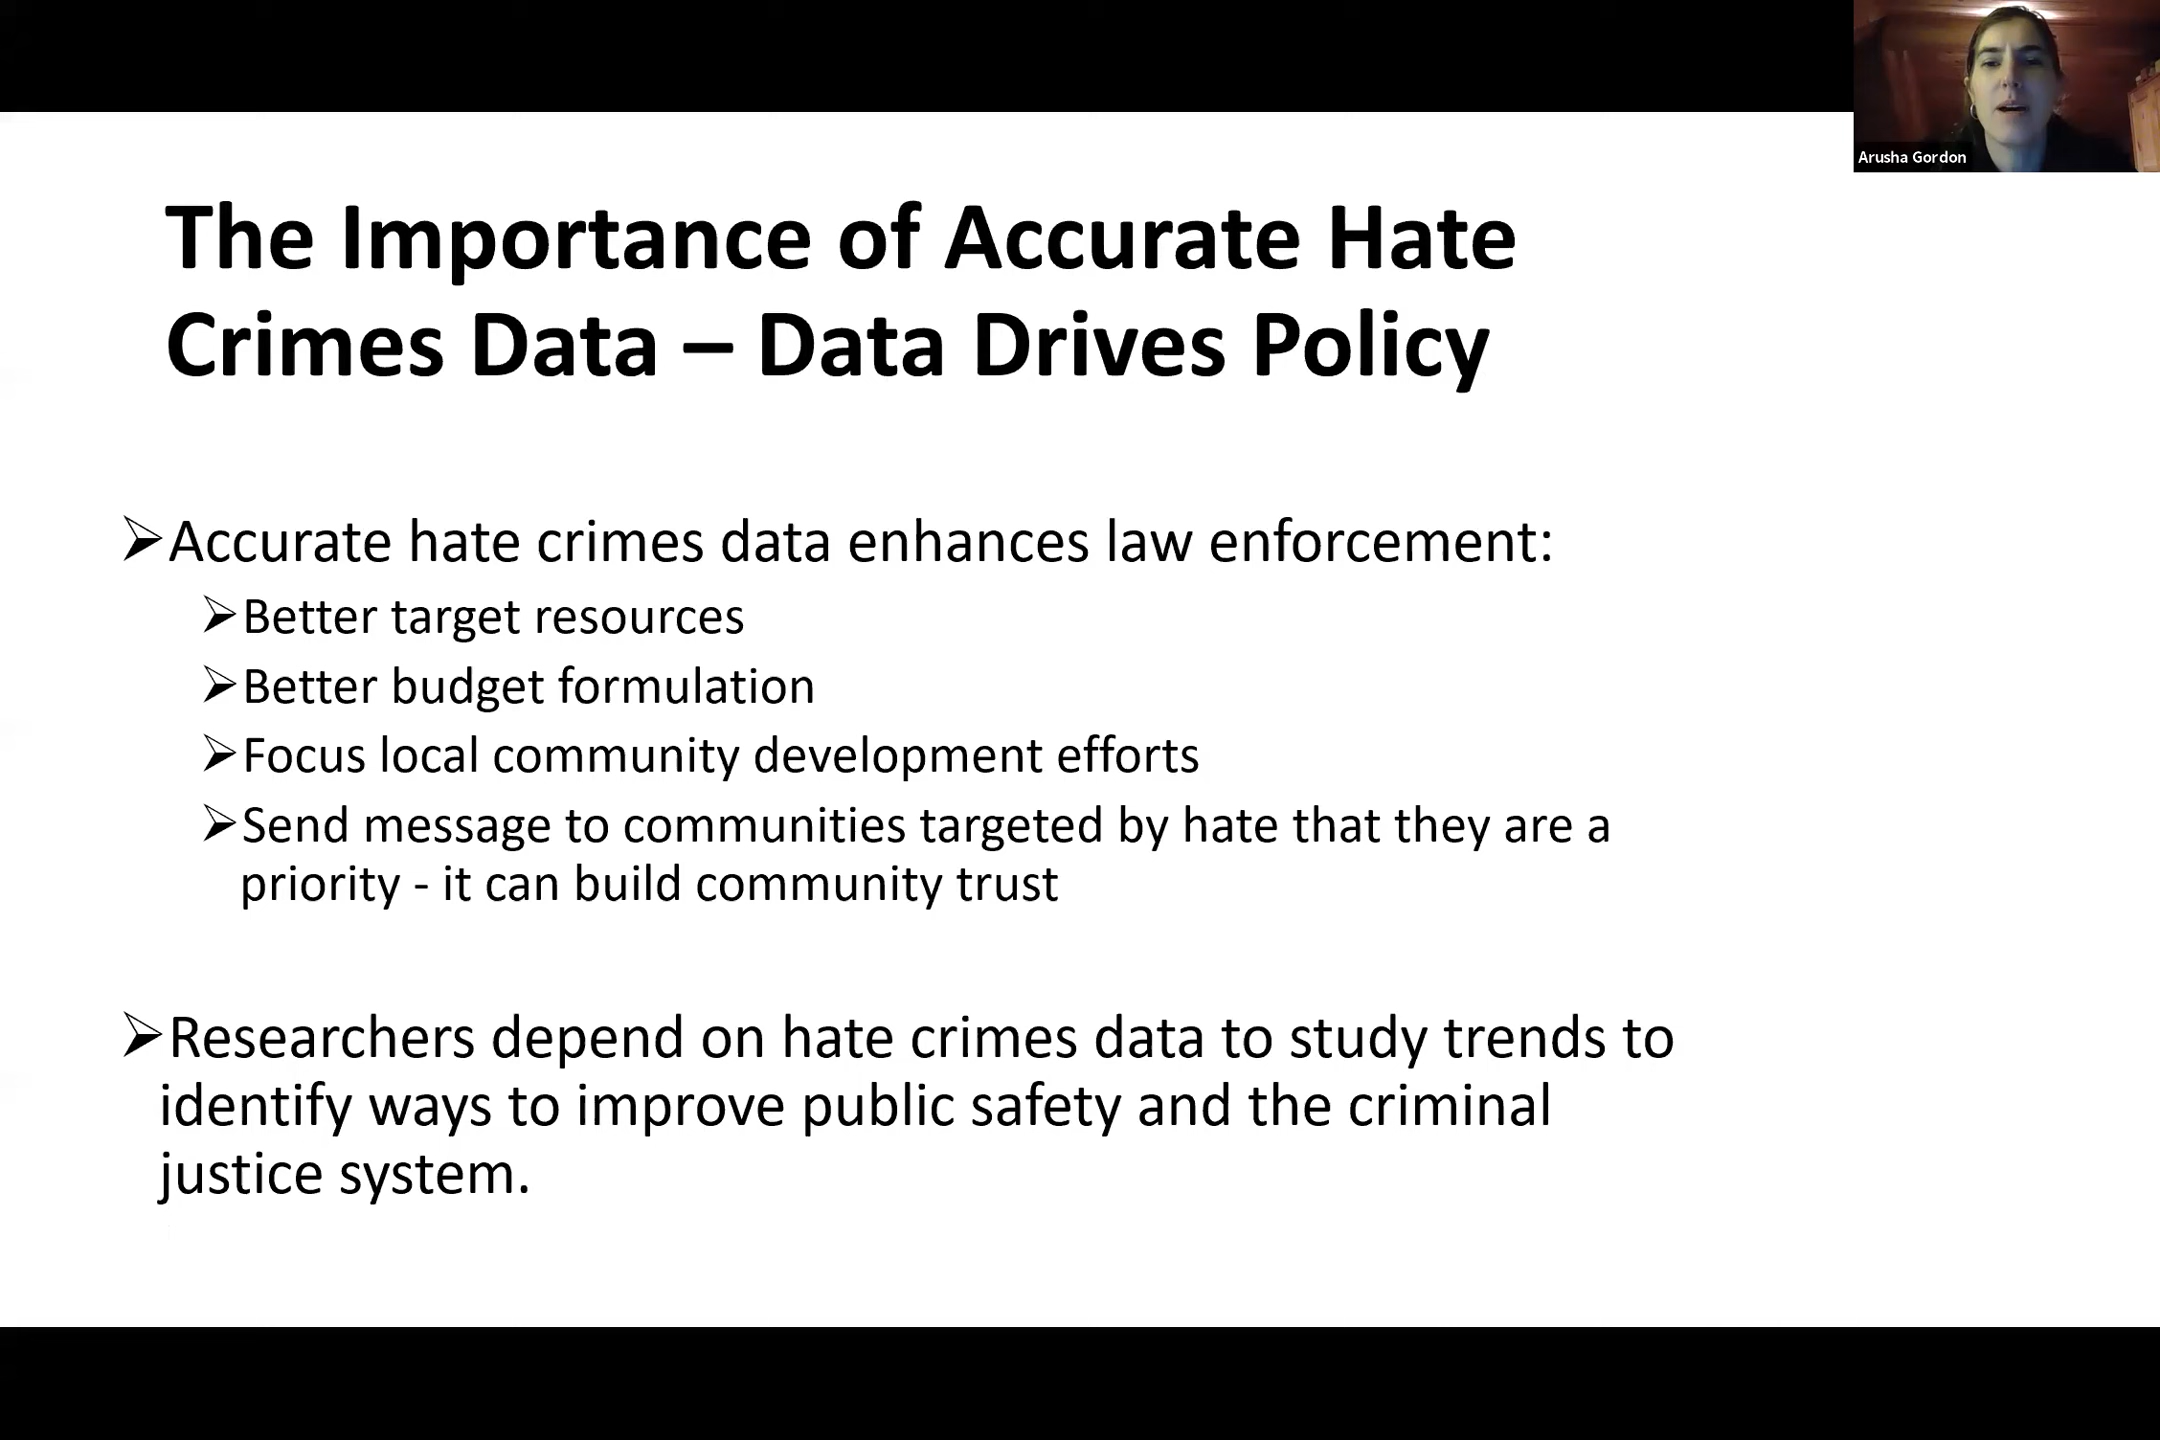 Arusha Gordon
The Importance of Accurate Hate
Crimes Data – Data Drives Policy
➢Accurate hate crimes data enhances law enforcement:
➢Better target resources
➢Better budget formulation
➢Focus local community development efforts
➢Send message to communities targeted by hate that they are a
priority - it can build community trust
➢Researchers depend on hate crimes data to study trends to
identify ways to improve public safety and the criminal
justice system.